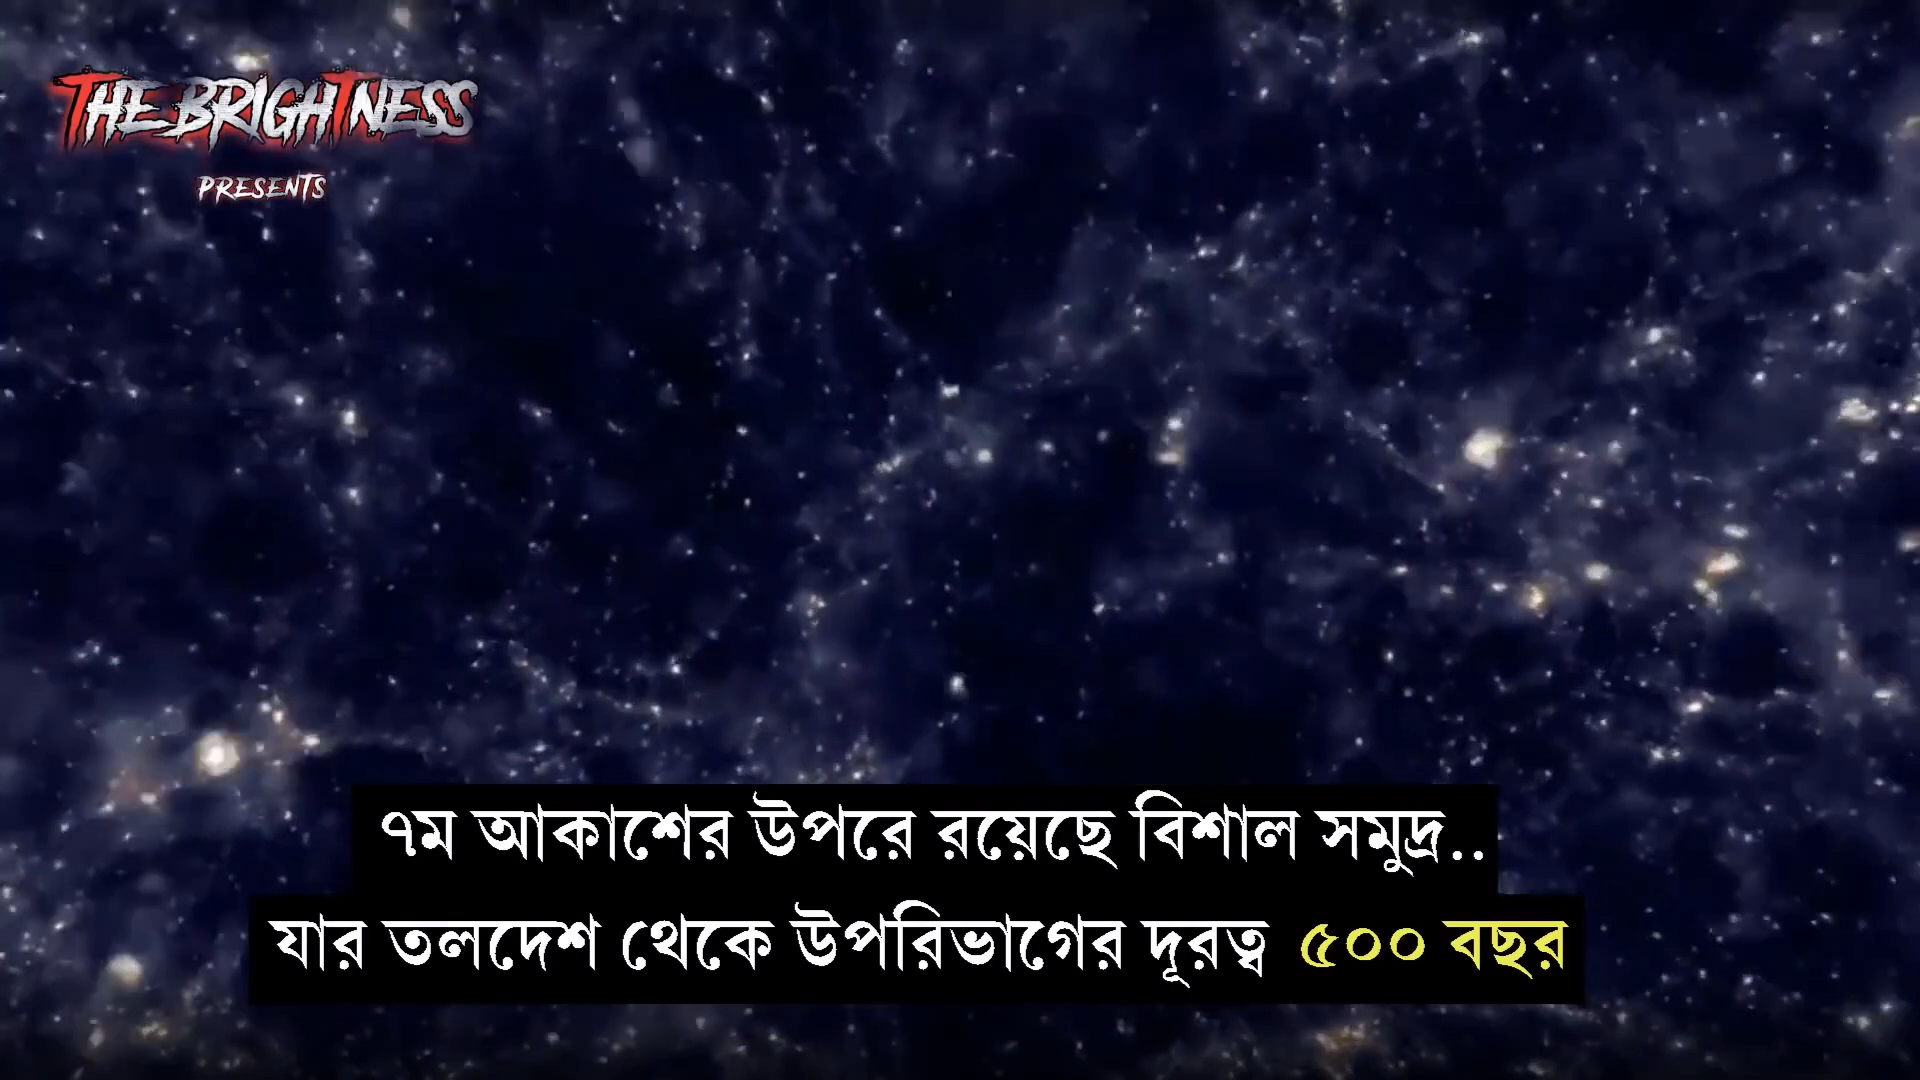 THE BRIGHTNESS
PRESENTS
৭ম আকাশের উপরে রয়েছে বিশাল সমুদ্র..
যার তলদেশ থেকে উপরিভাগের দূরত্ব ৫০০ বছর